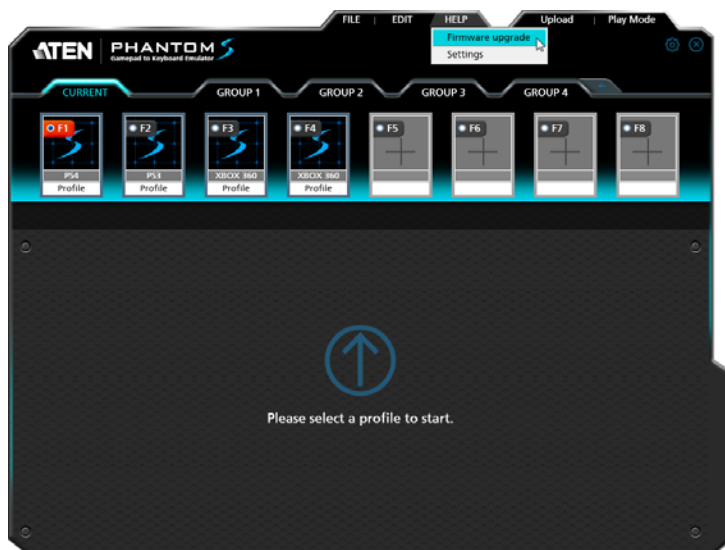 FILE | EDIT HELP Upload | Play Mode
Firmware upgrade
Settings
ATEN PHANTOM S
Gamepad to Keyboard Emulator
CURRENT GROUP 1 GROUP 2 GROUP 3 GROUP 4
F1 F2 F3 F4 F5 F6 F7 F8
PS4 PS3 XBOX 360 XBOX 360
Profile Profile Profile Profile
Please select a profile to start.